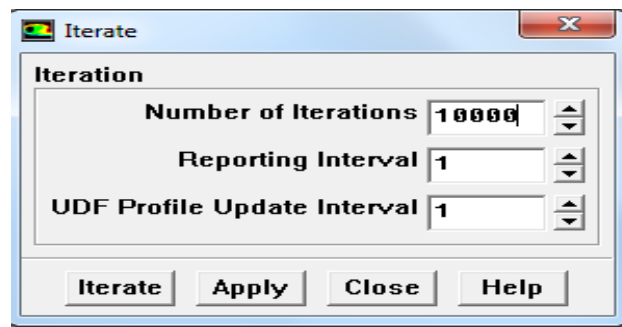 Iterate
Iteration
Number of Iterations 10000
Reporting Interval 1
UDF Profile Update Interval 1
Iterate Apply Close Help